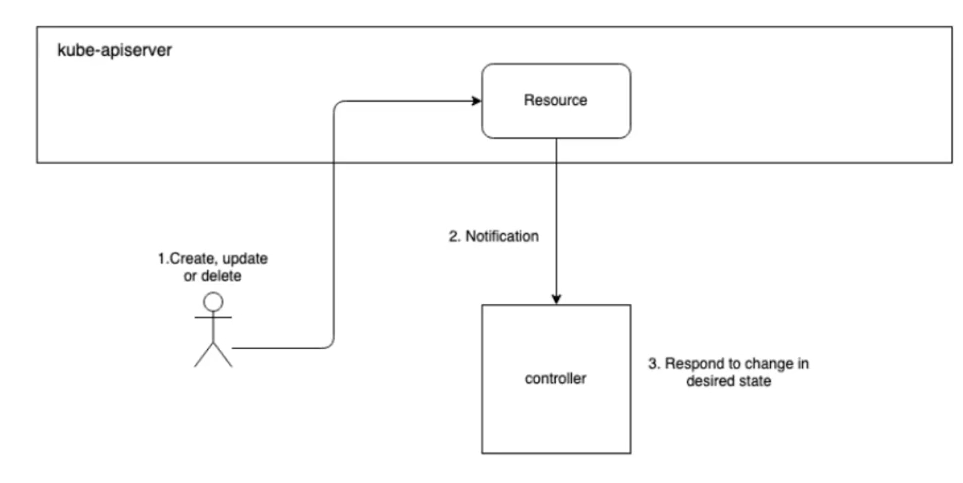 kube-apiserver
Resource
2. Notification
1.Create, update
or delete
controller
3. Respond to change in
desired state